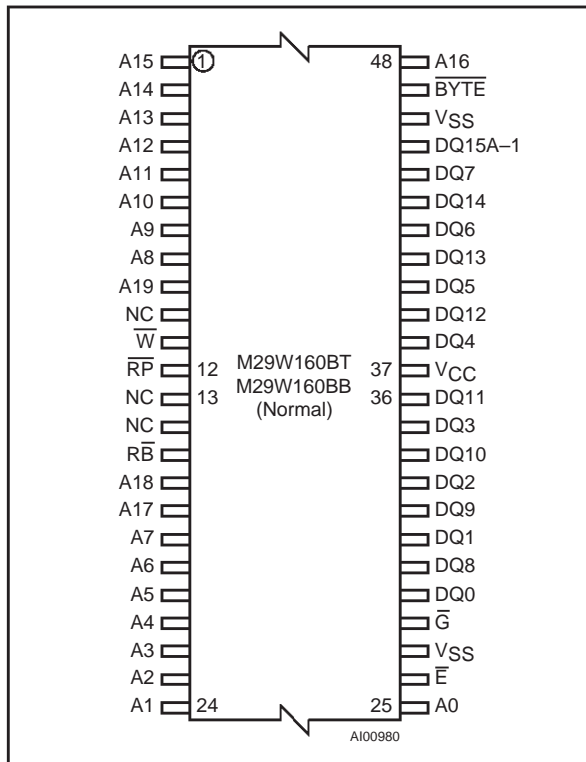 A15 1 48 A16
A14 B̅Y̅T̅E̅
A13 VSS
A12 DQ15A–1
A11 DQ7
A10 DQ14
A9 DQ6
A8 DQ13
A19 DQ5
NC DQ12
W̅ DQ4
R̅P̅ 12 M29W160BT 37 VCC
NC 13 M29W160BB 36 DQ11
(Normal)
NC DQ3
RB̅ DQ10
A18 DQ2
A17 DQ9
A7 DQ1
A6 DQ8
A5 DQ0
A4 G̅
A3 VSS
A2 E̅
A1 24 25 A0
AI00980